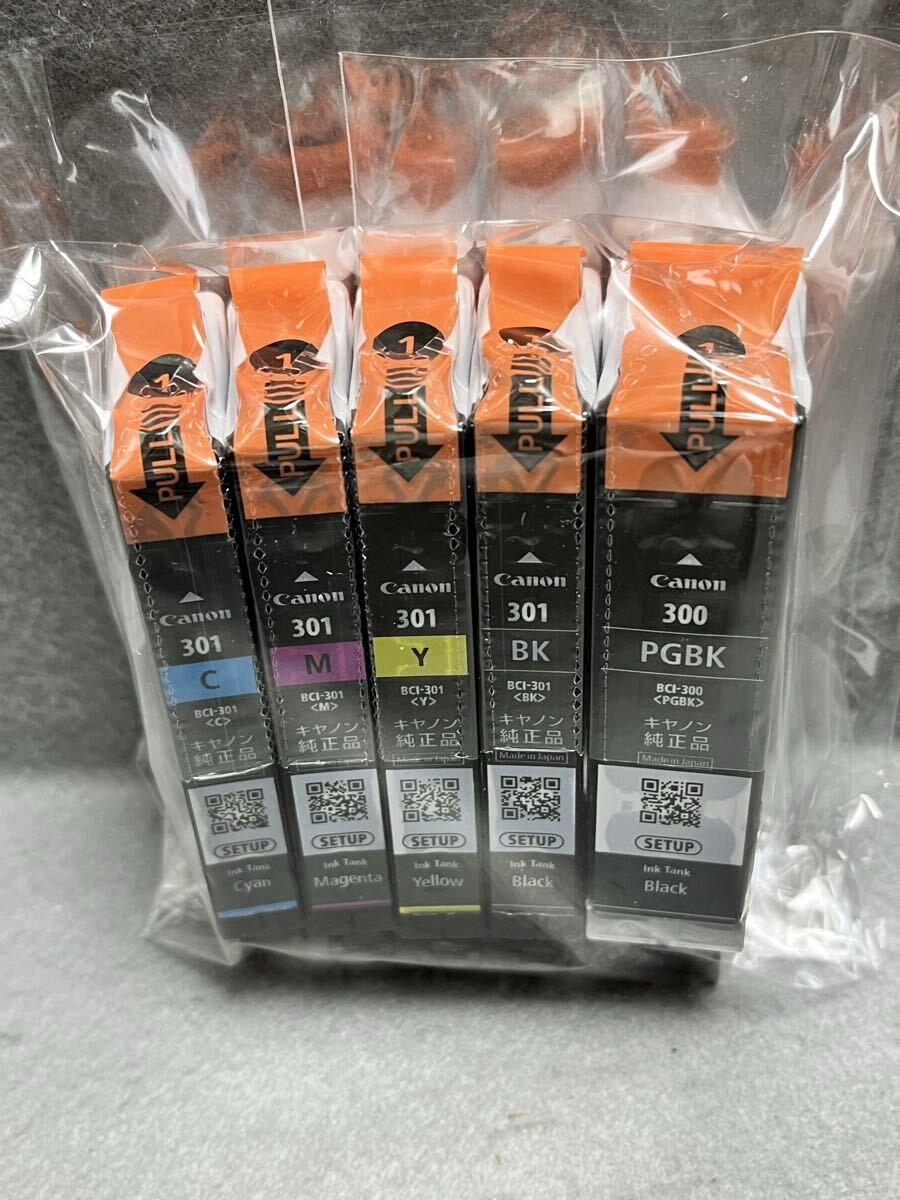 1
PULL
Canon
301
C
BCI-301
<C>
キヤノン
純正品
SETUP
Ink Tank
Cyan
1
PULL
Canon
301
M
BCI-301
<M>
キヤノン
純正品
SETUP
Ink Tank
Magenta
1
PULL
Canon
301
Y
BCI-301
<Y>
キヤノン
純正品
Made in Japan
SETUP
Ink Tank
Yellow
1
PULL
Canon
301
BK
BCI-301
<BK>
キヤノン
純正品
Made in Japan
SETUP
Ink Tank
Black
1
PULL
Canon
300
PGBK
BCI-300
<PGBK>
キヤノン
純正品
Made in Japan
SETUP
Ink Tank
Black